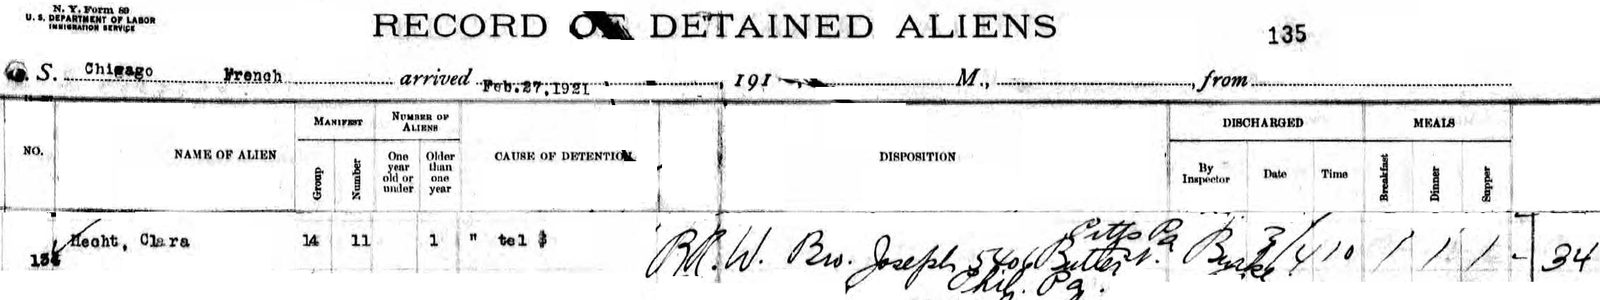 N. Y. Form 89
U. S. DEPARTMENT OF LABOR
IMMIGRATION SERVICE
RECORD OF DETAINED ALIENS
135
S. S. Chicago French arrived Feb. 27, 1921, 191 , M., , from
NO.
NAME OF ALIEN
MANIFEST
Group
Number
NUMBER OF ALIENS
One year old or under
Older than one year
CAUSE OF DETENTION
DISPOSITION
DISCHARGED
By Inspector
Date
Time
MEALS
Breakfast
Dinner
Supper
Hecht, Clara 14 11 1 " tel $ Bro. Joseph 5406 Butler St. Pitts Pa Burke 3/4 10 1 1 1 - 34
Phil. Pa.